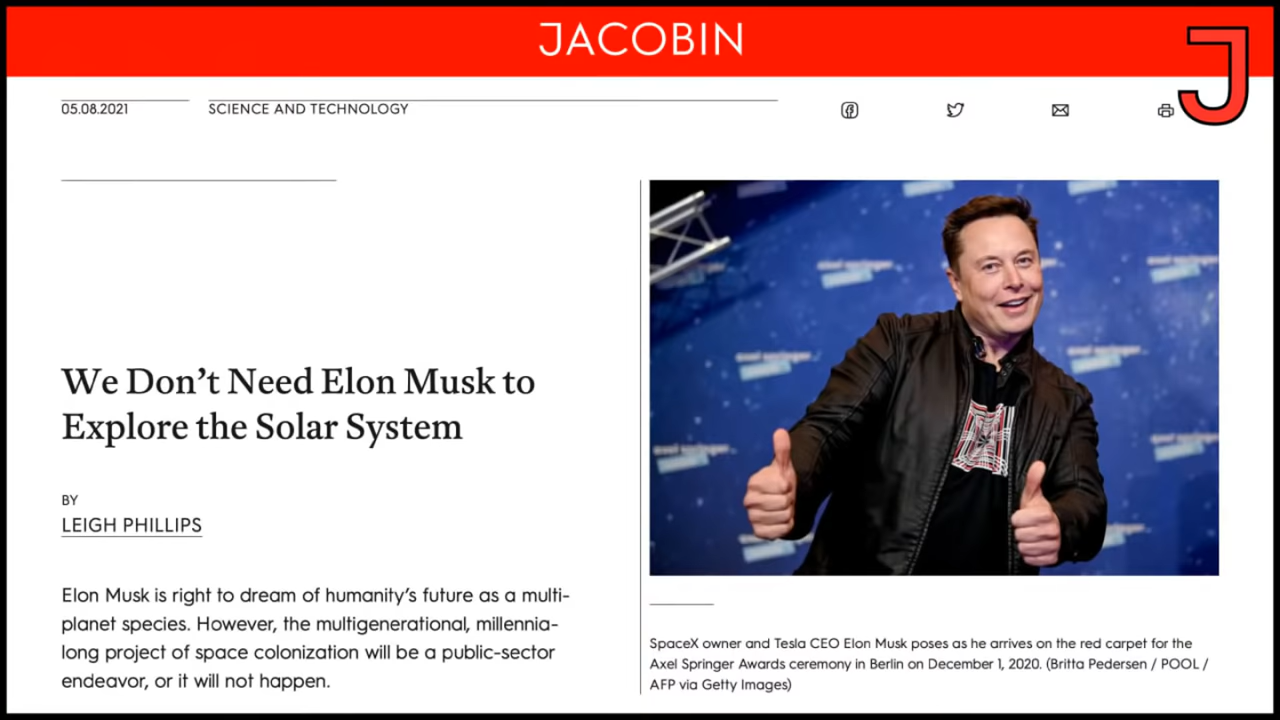 JACOBIN
J
05.08.2021
SCIENCE AND TECHNOLOGY
We Don’t Need Elon Musk to
Explore the Solar System
BY
LEIGH PHILLIPS
Elon Musk is right to dream of humanity’s future as a multi-
planet species. However, the multigenerational, millennia-
long project of space colonization will be a public-sector
endeavor, or it will not happen.
SpaceX owner and Tesla CEO Elon Musk poses as he arrives on the red carpet for the
Axel Springer Awards ceremony in Berlin on December 1, 2020. (Britta Pedersen / POOL /
AFP via Getty Images)